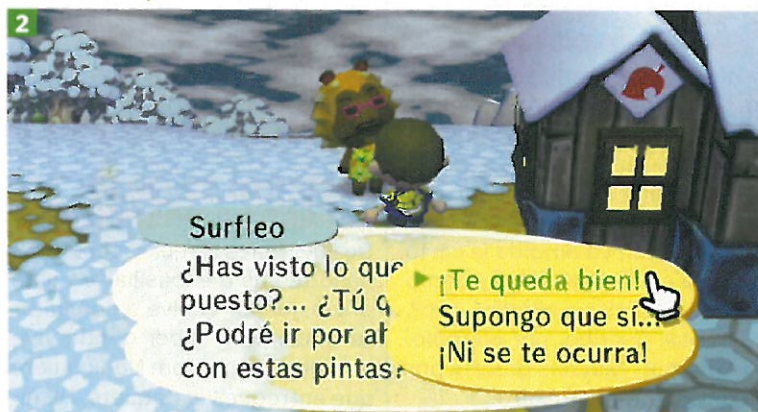 2
Surfleo
¿Has visto lo que
puesto?... ¿Tú
¿Podré ir por
con estas pintas?
¡Te queda bien!
Supongo que sí...
¡Ni se te ocurra!